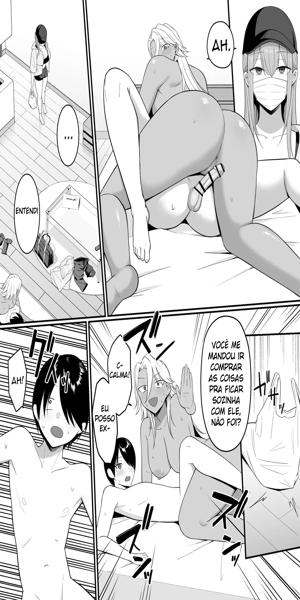 AH.
...
ENTENDI
VOCÊ ME
MANDOU IR
COMPRAR
AS COISAS
PRA FICAR
SOZINHA
COM ELE,
NÃO FOI?
C-
CALMA!
EU
POSSO
EX-
AH!